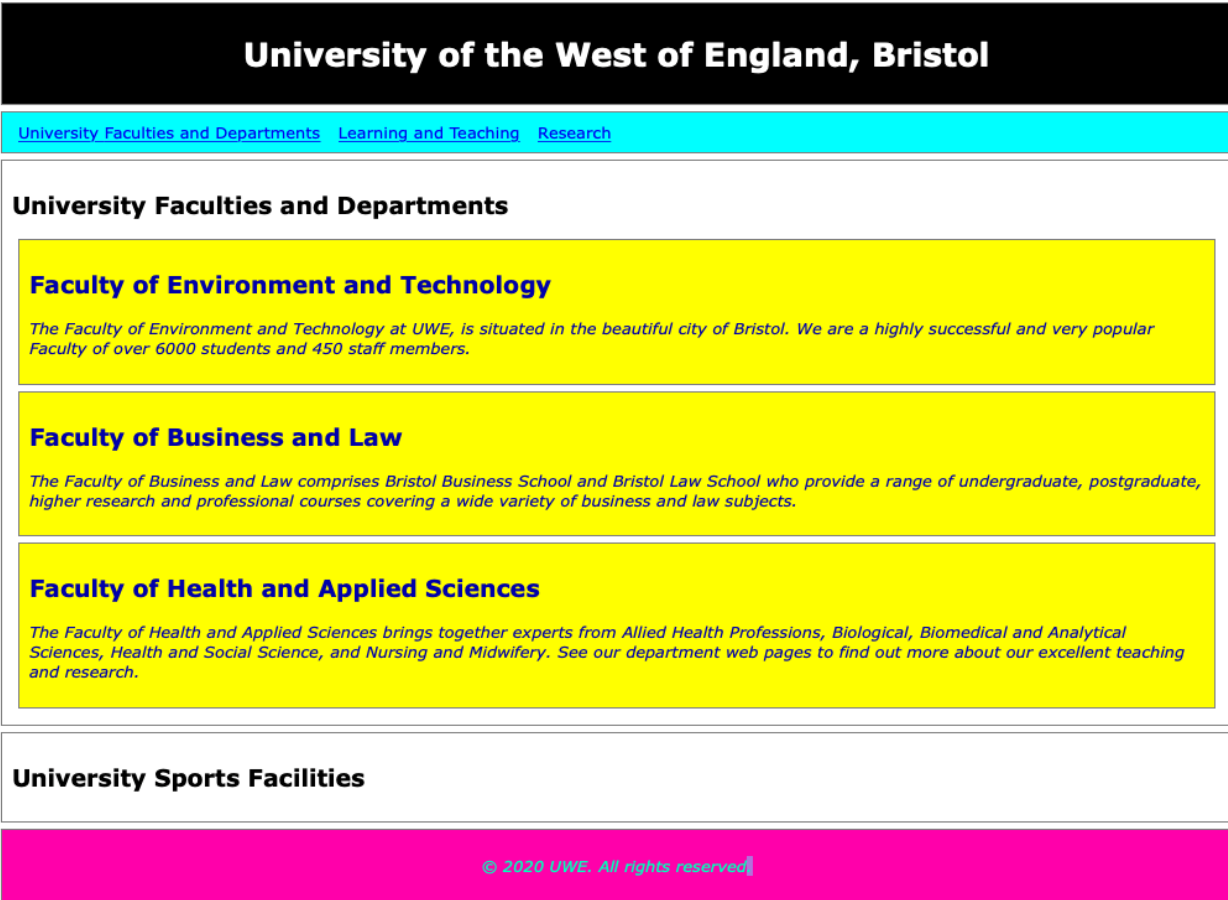 University of the West of England, Bristol
University Faculties and Departments Learning and Teaching Research
University Faculties and Departments
Faculty of Environment and Technology
The Faculty of Environment and Technology at UWE, is situated in the beautiful city of Bristol. We are a highly successful and very popular
Faculty of over 6000 students and 450 staff members.
Faculty of Business and Law
The Faculty of Business and Law comprises Bristol Business School and Bristol Law School who provide a range of undergraduate, postgraduate,
higher research and professional courses covering a wide variety of business and law subjects.
Faculty of Health and Applied Sciences
The Faculty of Health and Applied Sciences brings together experts from Allied Health Professions, Biological, Biomedical and Analytical
Sciences, Health and Social Science, and Nursing and Midwifery. See our department web pages to find out more about our excellent teaching
and research.
University Sports Facilities
© 2020 UWE. All rights reserved